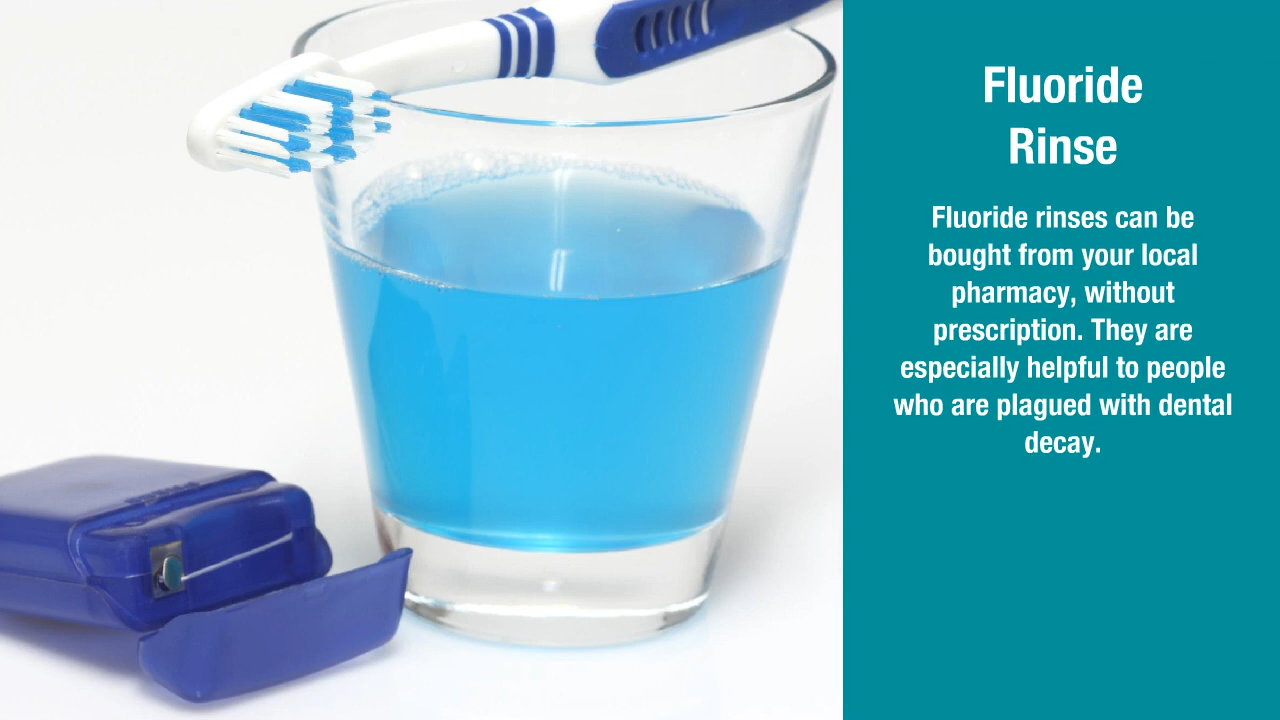 Fluoride
Rinse
Fluoride rinses can be
bought from your local
pharmacy, without
prescription. They are
especially helpful to people
who are plagued with dental
decay.